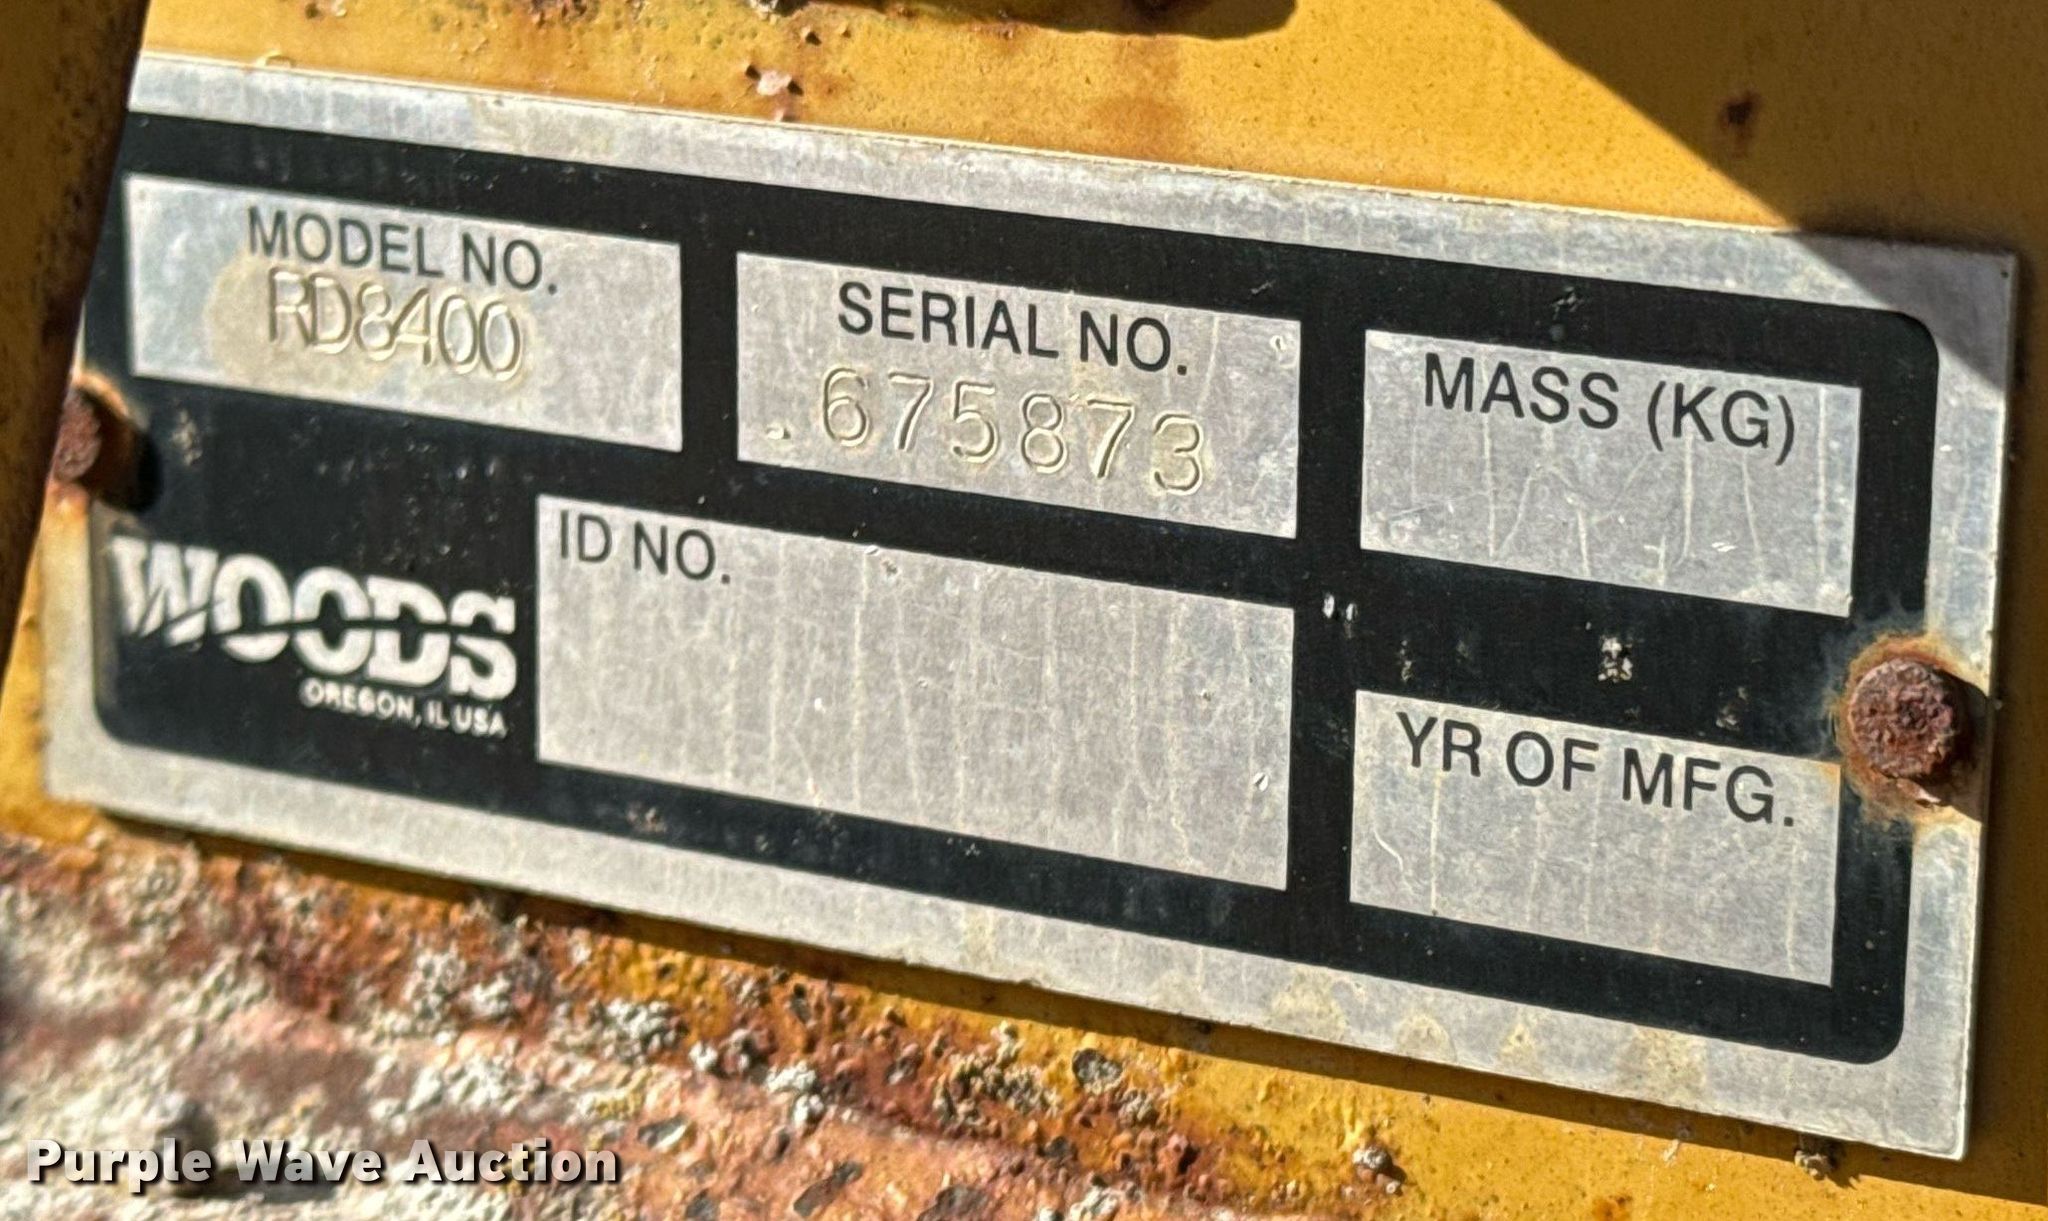 MODEL NO.
RD8400
SERIAL NO.
.675873
MASS (KG)
WOODS
OREGON, IL USA
ID NO.
YR OF MFG.
Purple Wave Auction